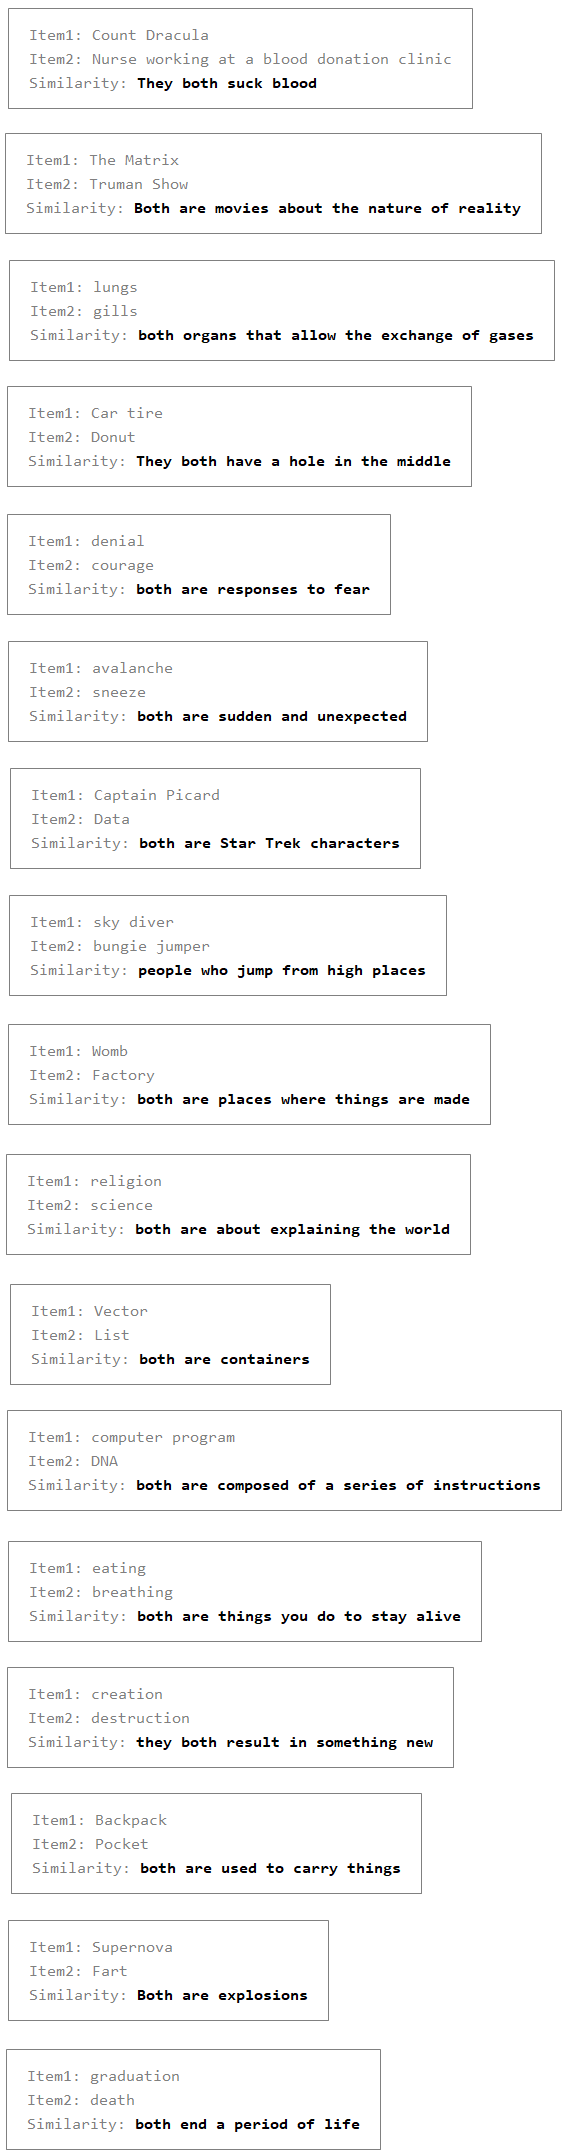 Item1: Count Dracula
Item2: Nurse working at a blood donation clinic
Similarity: They both suck blood
Item1: The Matrix
Item2: Truman Show
Similarity: Both are movies about the nature of reality
Item1: lungs
Item2: gills
Similarity: both organs that allow the exchange of gases
Item1: Car tire
Item2: Donut
Similarity: They both have a hole in the middle
Item1: denial
Item2: courage
Similarity: both are responses to fear
Item1: avalanche
Item2: sneeze
Similarity: both are sudden and unexpected
Item1: Captain Picard
Item2: Data
Similarity: both are Star Trek characters
Item1: sky diver
Item2: bungie jumper
Similarity: people who jump from high places
Item1: Womb
Item2: Factory
Similarity: both are places where things are made
Item1: religion
Item2: science
Similarity: both are about explaining the world
Item1: Vector
Item2: List
Similarity: both are containers
Item1: computer program
Item2: DNA
Similarity: both are composed of a series of instructions
Item1: eating
Item2: breathing
Similarity: both are things you do to stay alive
Item1: creation
Item2: destruction
Similarity: they both result in something new
Item1: Backpack
Item2: Pocket
Similarity: both are used to carry things
Item1: Supernova
Item2: Fart
Similarity: Both are explosions
Item1: graduation
Item2: death
Similarity: both end a period of life